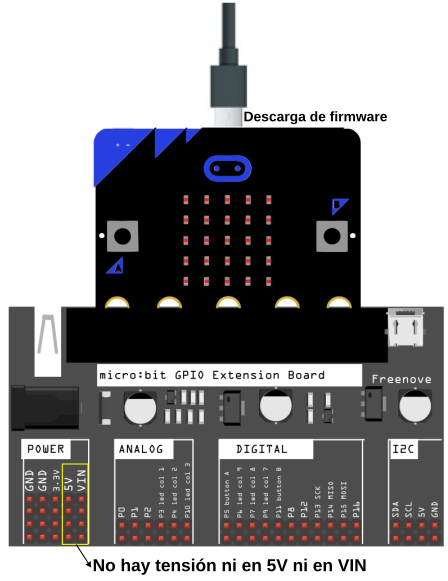 Descarga de firmware
micro:bit GPIO Extension Board
Freenove
POWER
ANALOG
DIGITAL
I2C
GND
GND
3.3V
5V
VIN
P0
P1
P2
P3 led col 1
P4 led col 2
P10 led col 3
P5 button A
P6 led col 9
P7 led col 8
P9 led col 7
P11 button B
P8
P12
P13 SCK
P14 MISO
P15 MOSI
P16
SDA
SCL
5V
GND
No hay tensión ni en 5V ni en VIN